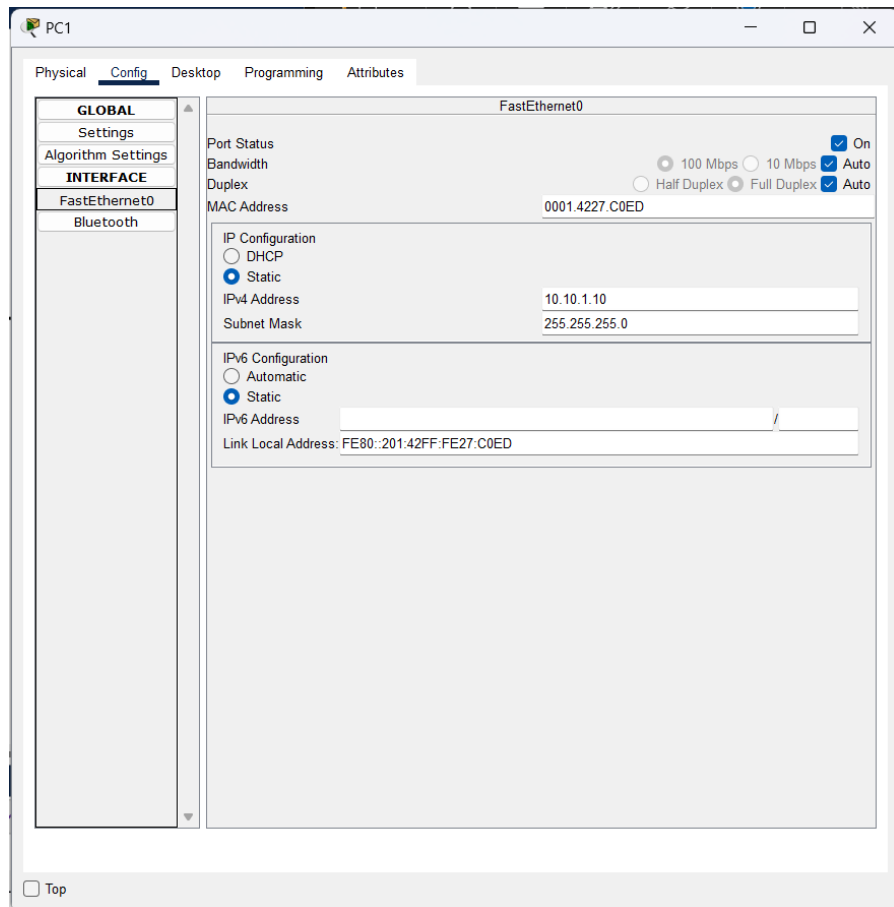 PC1
Physical Config Desktop Programming Attributes
GLOBAL
Settings
Algorithm Settings
INTERFACE
FastEthernet0
Bluetooth
FastEthernet0
Port Status On
Bandwidth 100 Mbps 10 Mbps Auto
Duplex Half Duplex Full Duplex Auto
MAC Address 0001.4227.C0ED
IP Configuration
DHCP
Static
IPv4 Address 10.10.1.10
Subnet Mask 255.255.255.0
IPv6 Configuration
Automatic
Static
IPv6 Address /
Link Local Address: FE80::201:42FF:FE27:C0ED
Top